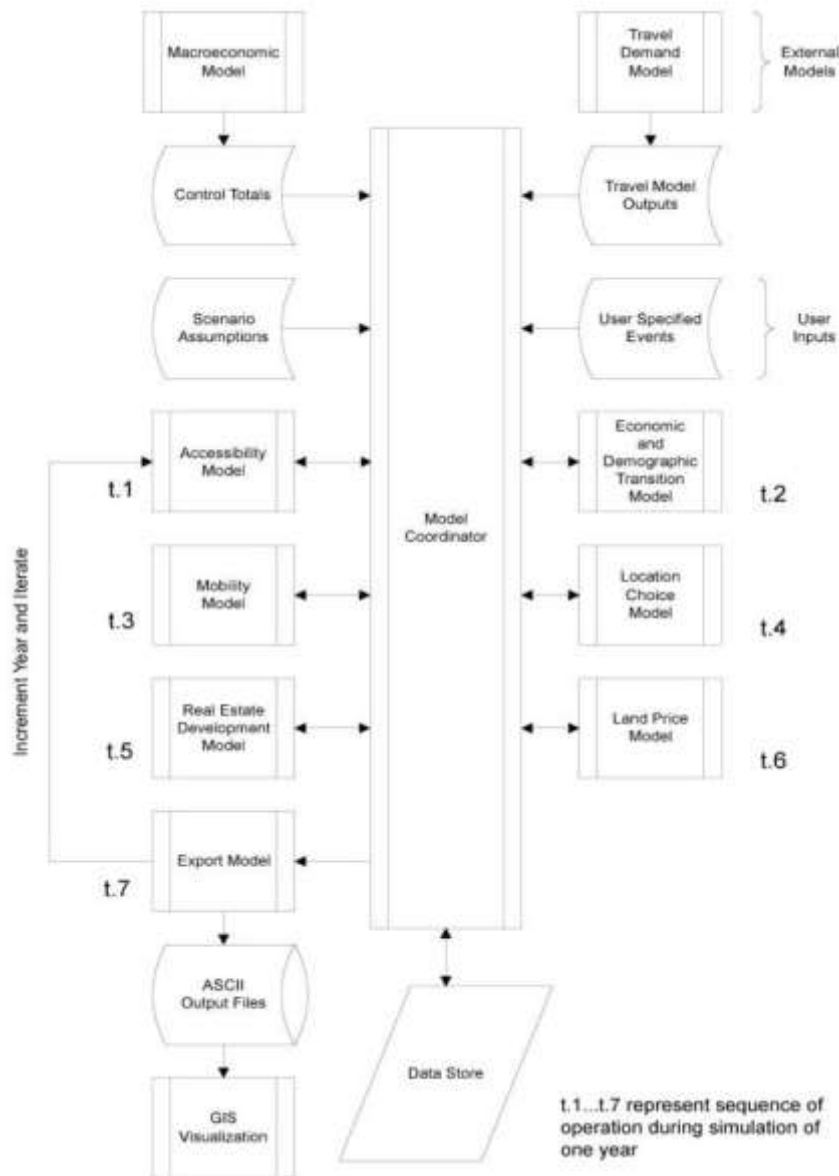 Macroeconomic
Model
Travel
Demand
Model
External
Models
Control Totals
Travel Model
Outputs
Scenario
Assumptions
User Specified
Events
User
Inputs
Accessibility
Model
t.1
Economic
and
Demographic
Transition
Model
t.2
Model
Coordinator
Increment Year and Iterate
Mobility
Model
t.3
Location
Choice
Model
t.4
Real Estate
Development
Model
t.5
Land Price
Model
t.6
Export Model
t.7
ASCII
Output Files
Data Store
GIS
Visualization
t.1...t.7 represent sequence of
operation during simulation of
one year